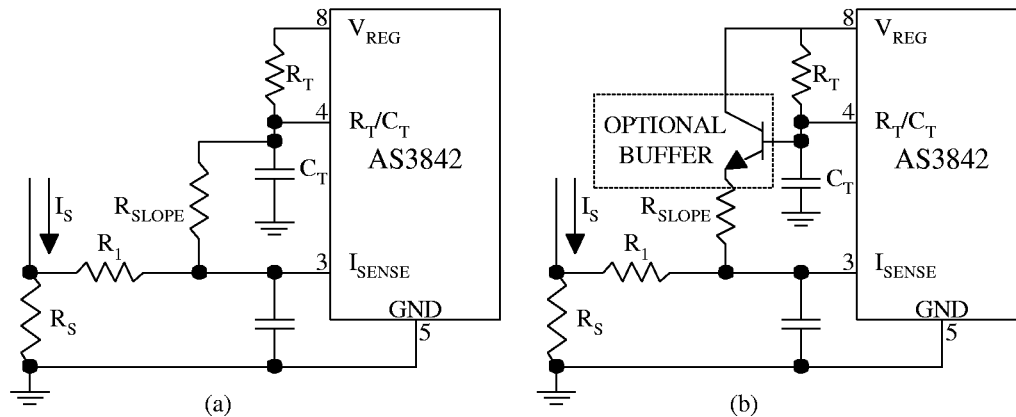 8
V_REG
R_T
4
R_T/C_T
AS3842
C_T
R_SLOPE
I_S
R_1
3
I_SENSE
R_S
GND
5
(a)
8
V_REG
R_T
4
R_T/C_T
OPTIONAL
BUFFER
AS3842
C_T
R_SLOPE
I_S
R_1
3
I_SENSE
R_S
GND
5
(b)